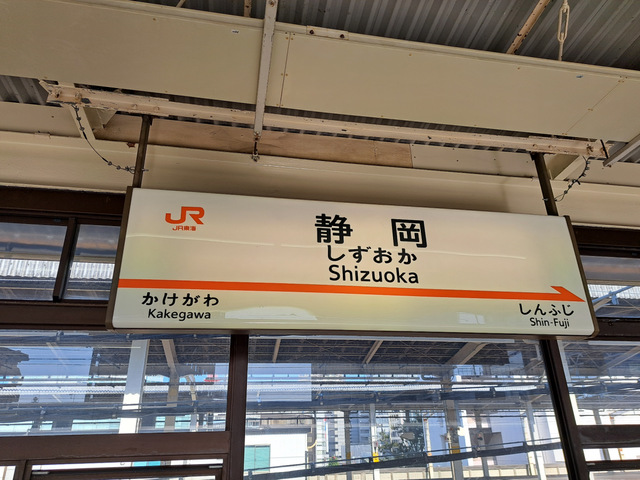 JR
JR東海
静岡
しずおか
Shizuoka
かけがわ
Kakegawa
しんふじ
Shin-Fuji